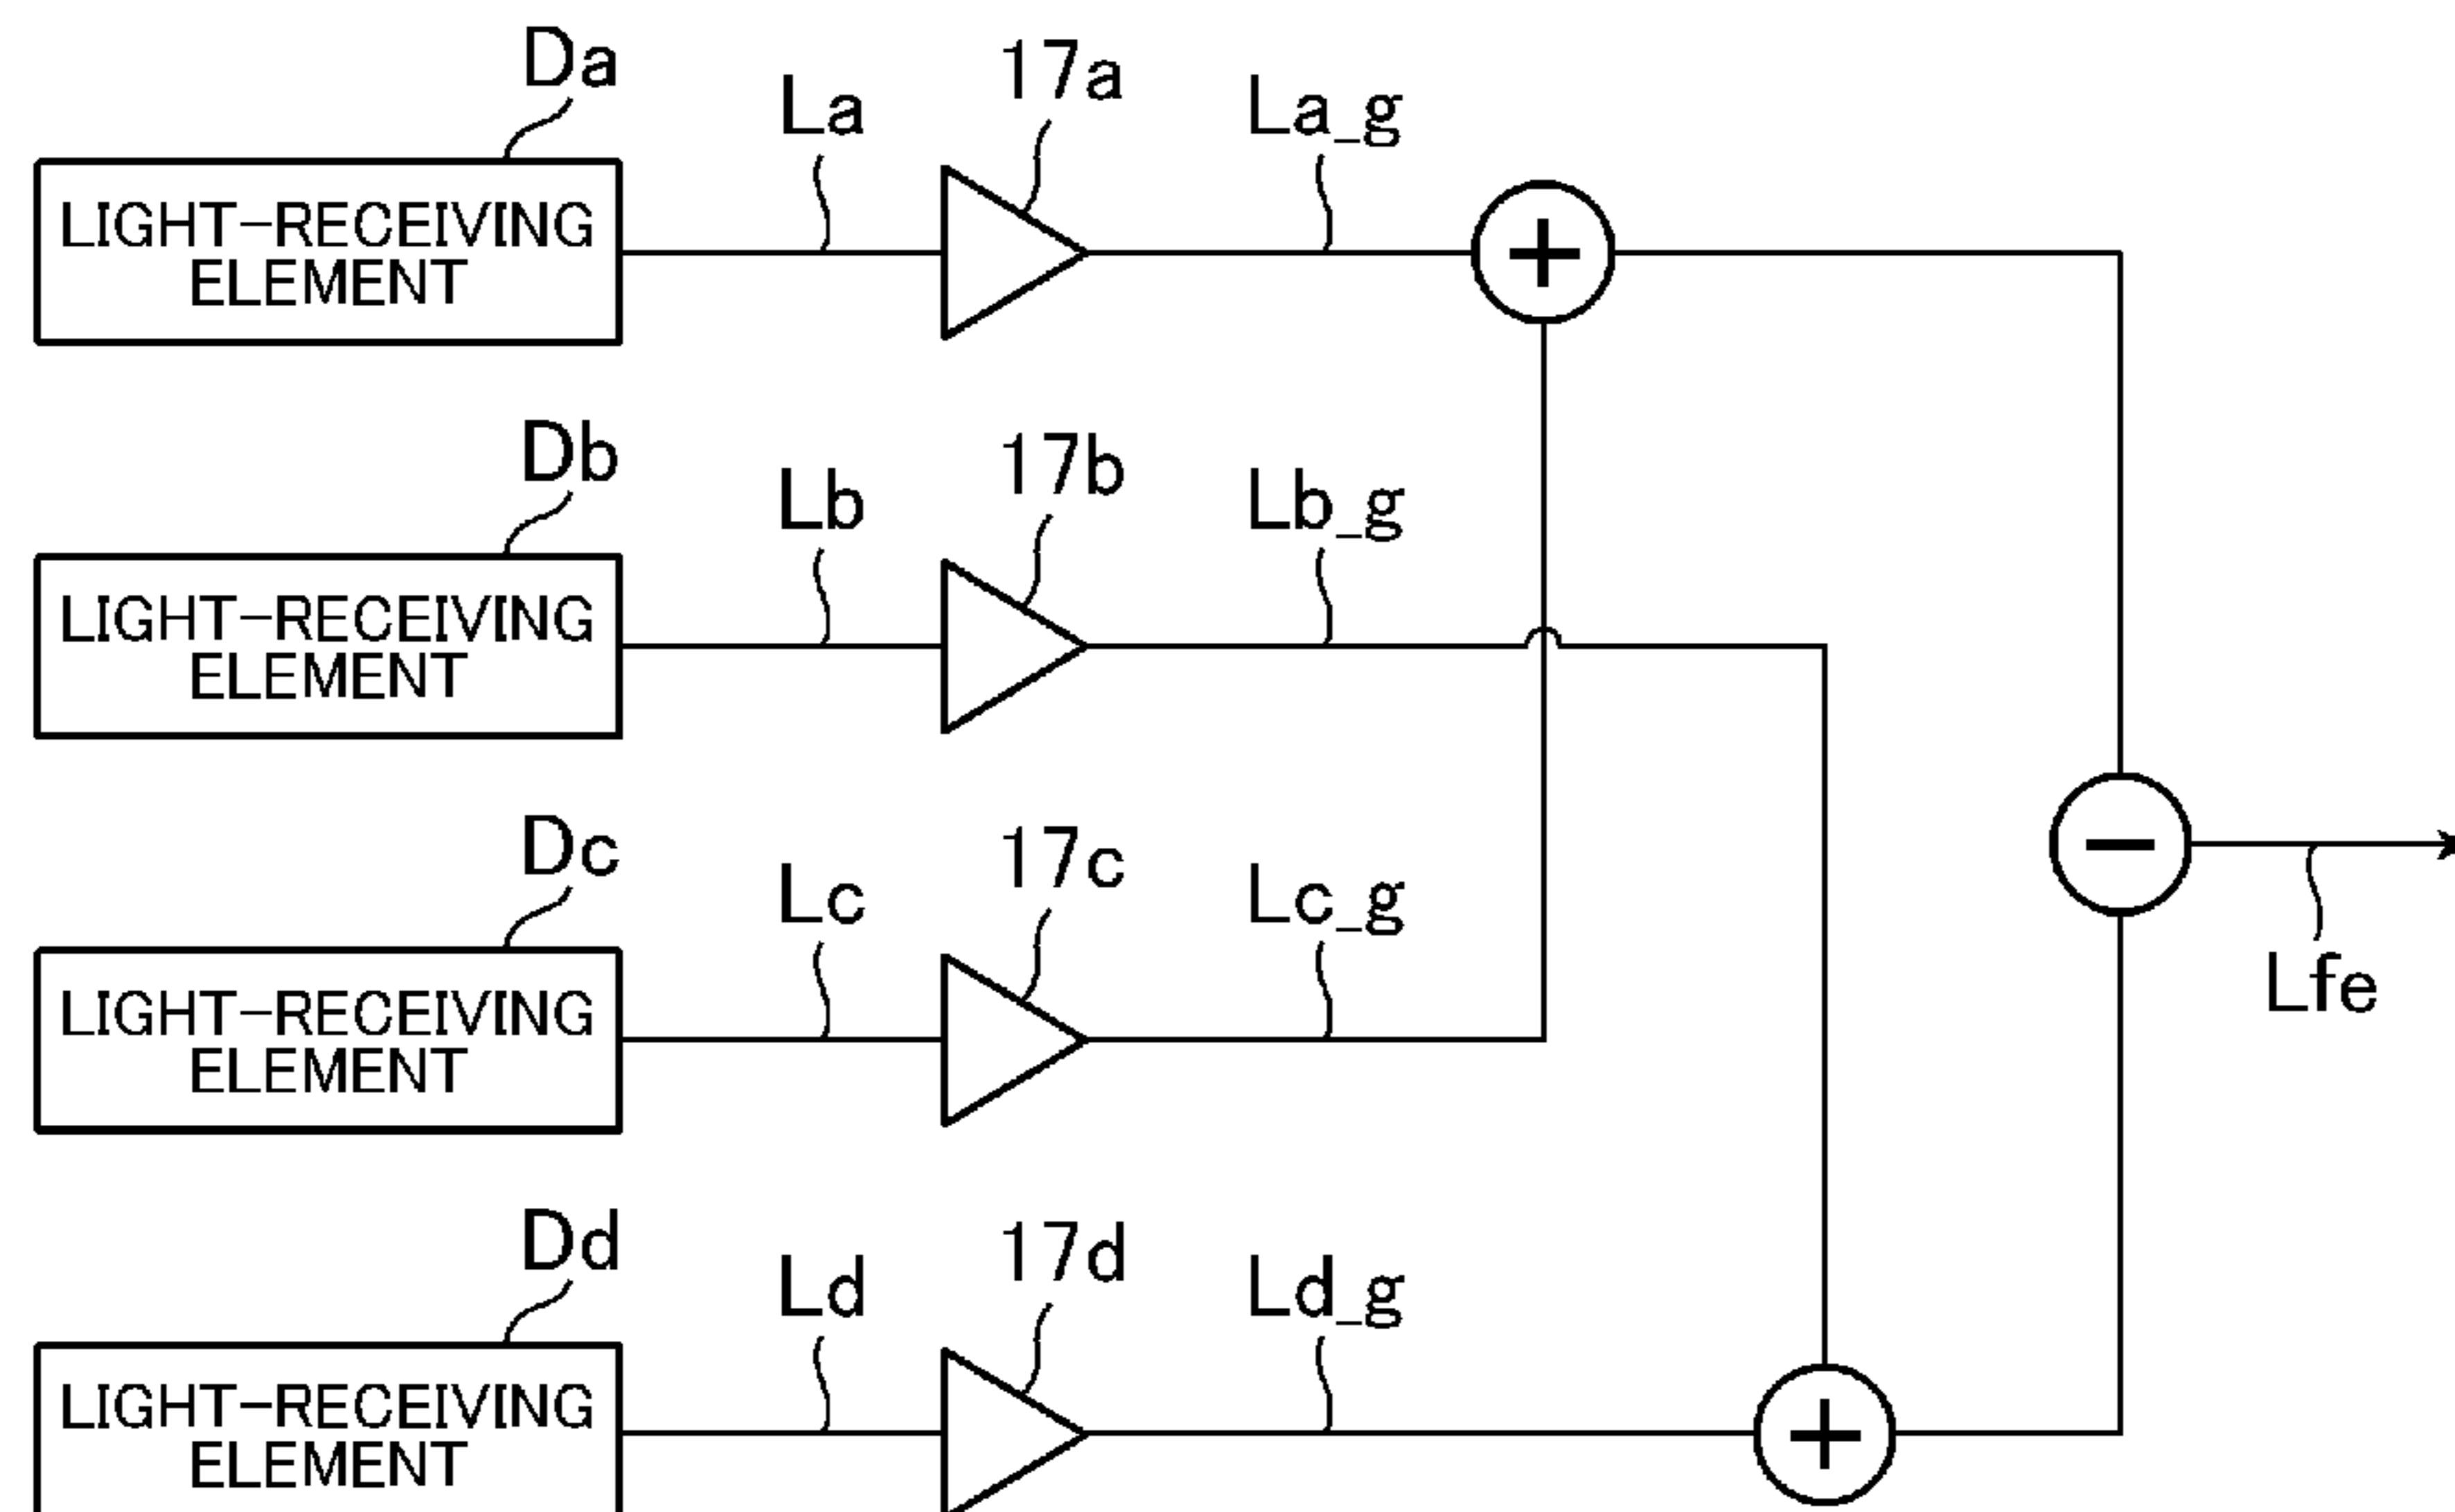 Da
La
17a
La_g
LIGHT-RECEIVING
ELEMENT
+
Db
Lb
17b
Lb_g
LIGHT-RECEIVING
ELEMENT
Dc
Lc
17c
Lc_g
−
LIGHT-RECEIVING
ELEMENT
Lfe
Dd
Ld
17d
Ld_g
LIGHT-RECEIVING
ELEMENT
+